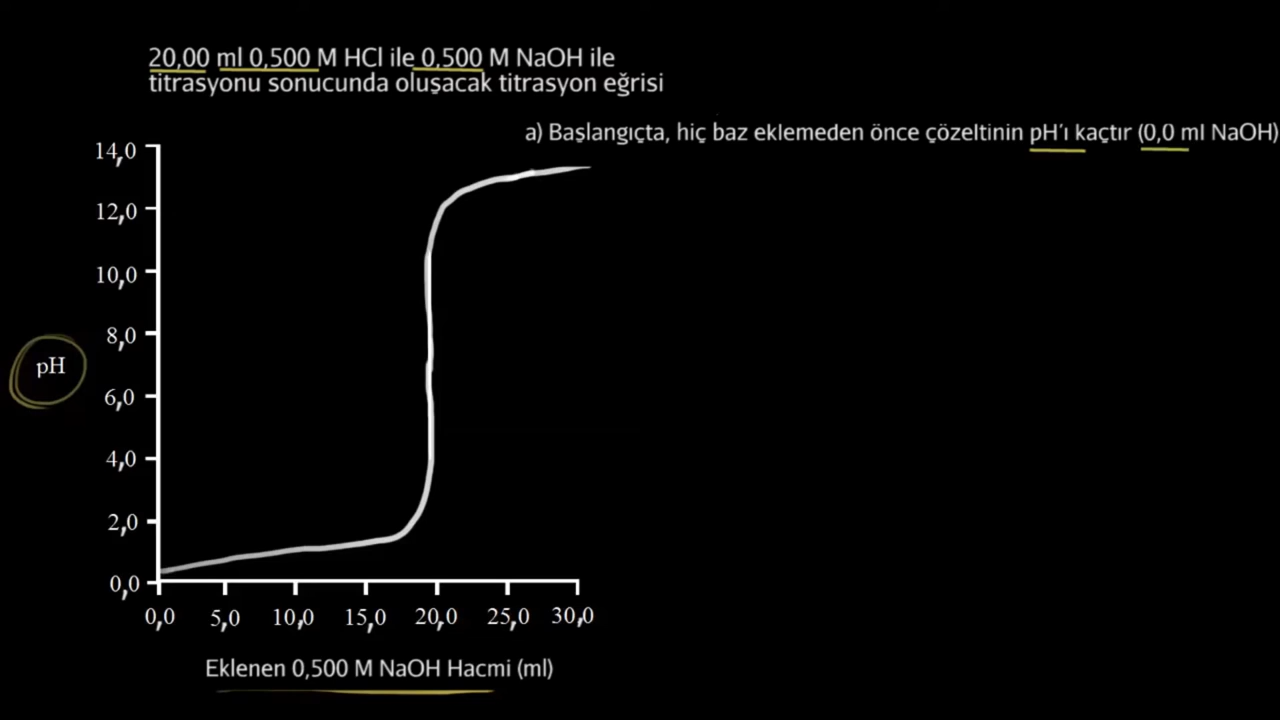 20,00 ml 0,500 M HCl ile 0,500 M NaOH ile
titrasyonu sonucunda oluşacak titrasyon eğrisi
a) Başlangıçta, hiç baz eklemeden önce çözeltinin pH'ı kaçtır (0,0 ml NaOH)
14,0
12,0
10,0
8,0
pH
6,0
4,0
2,0
0,0
0,0 5,0 10,0 15,0 20,0 25,0 30,0
Eklenen 0,500 M NaOH Hacmi (ml)